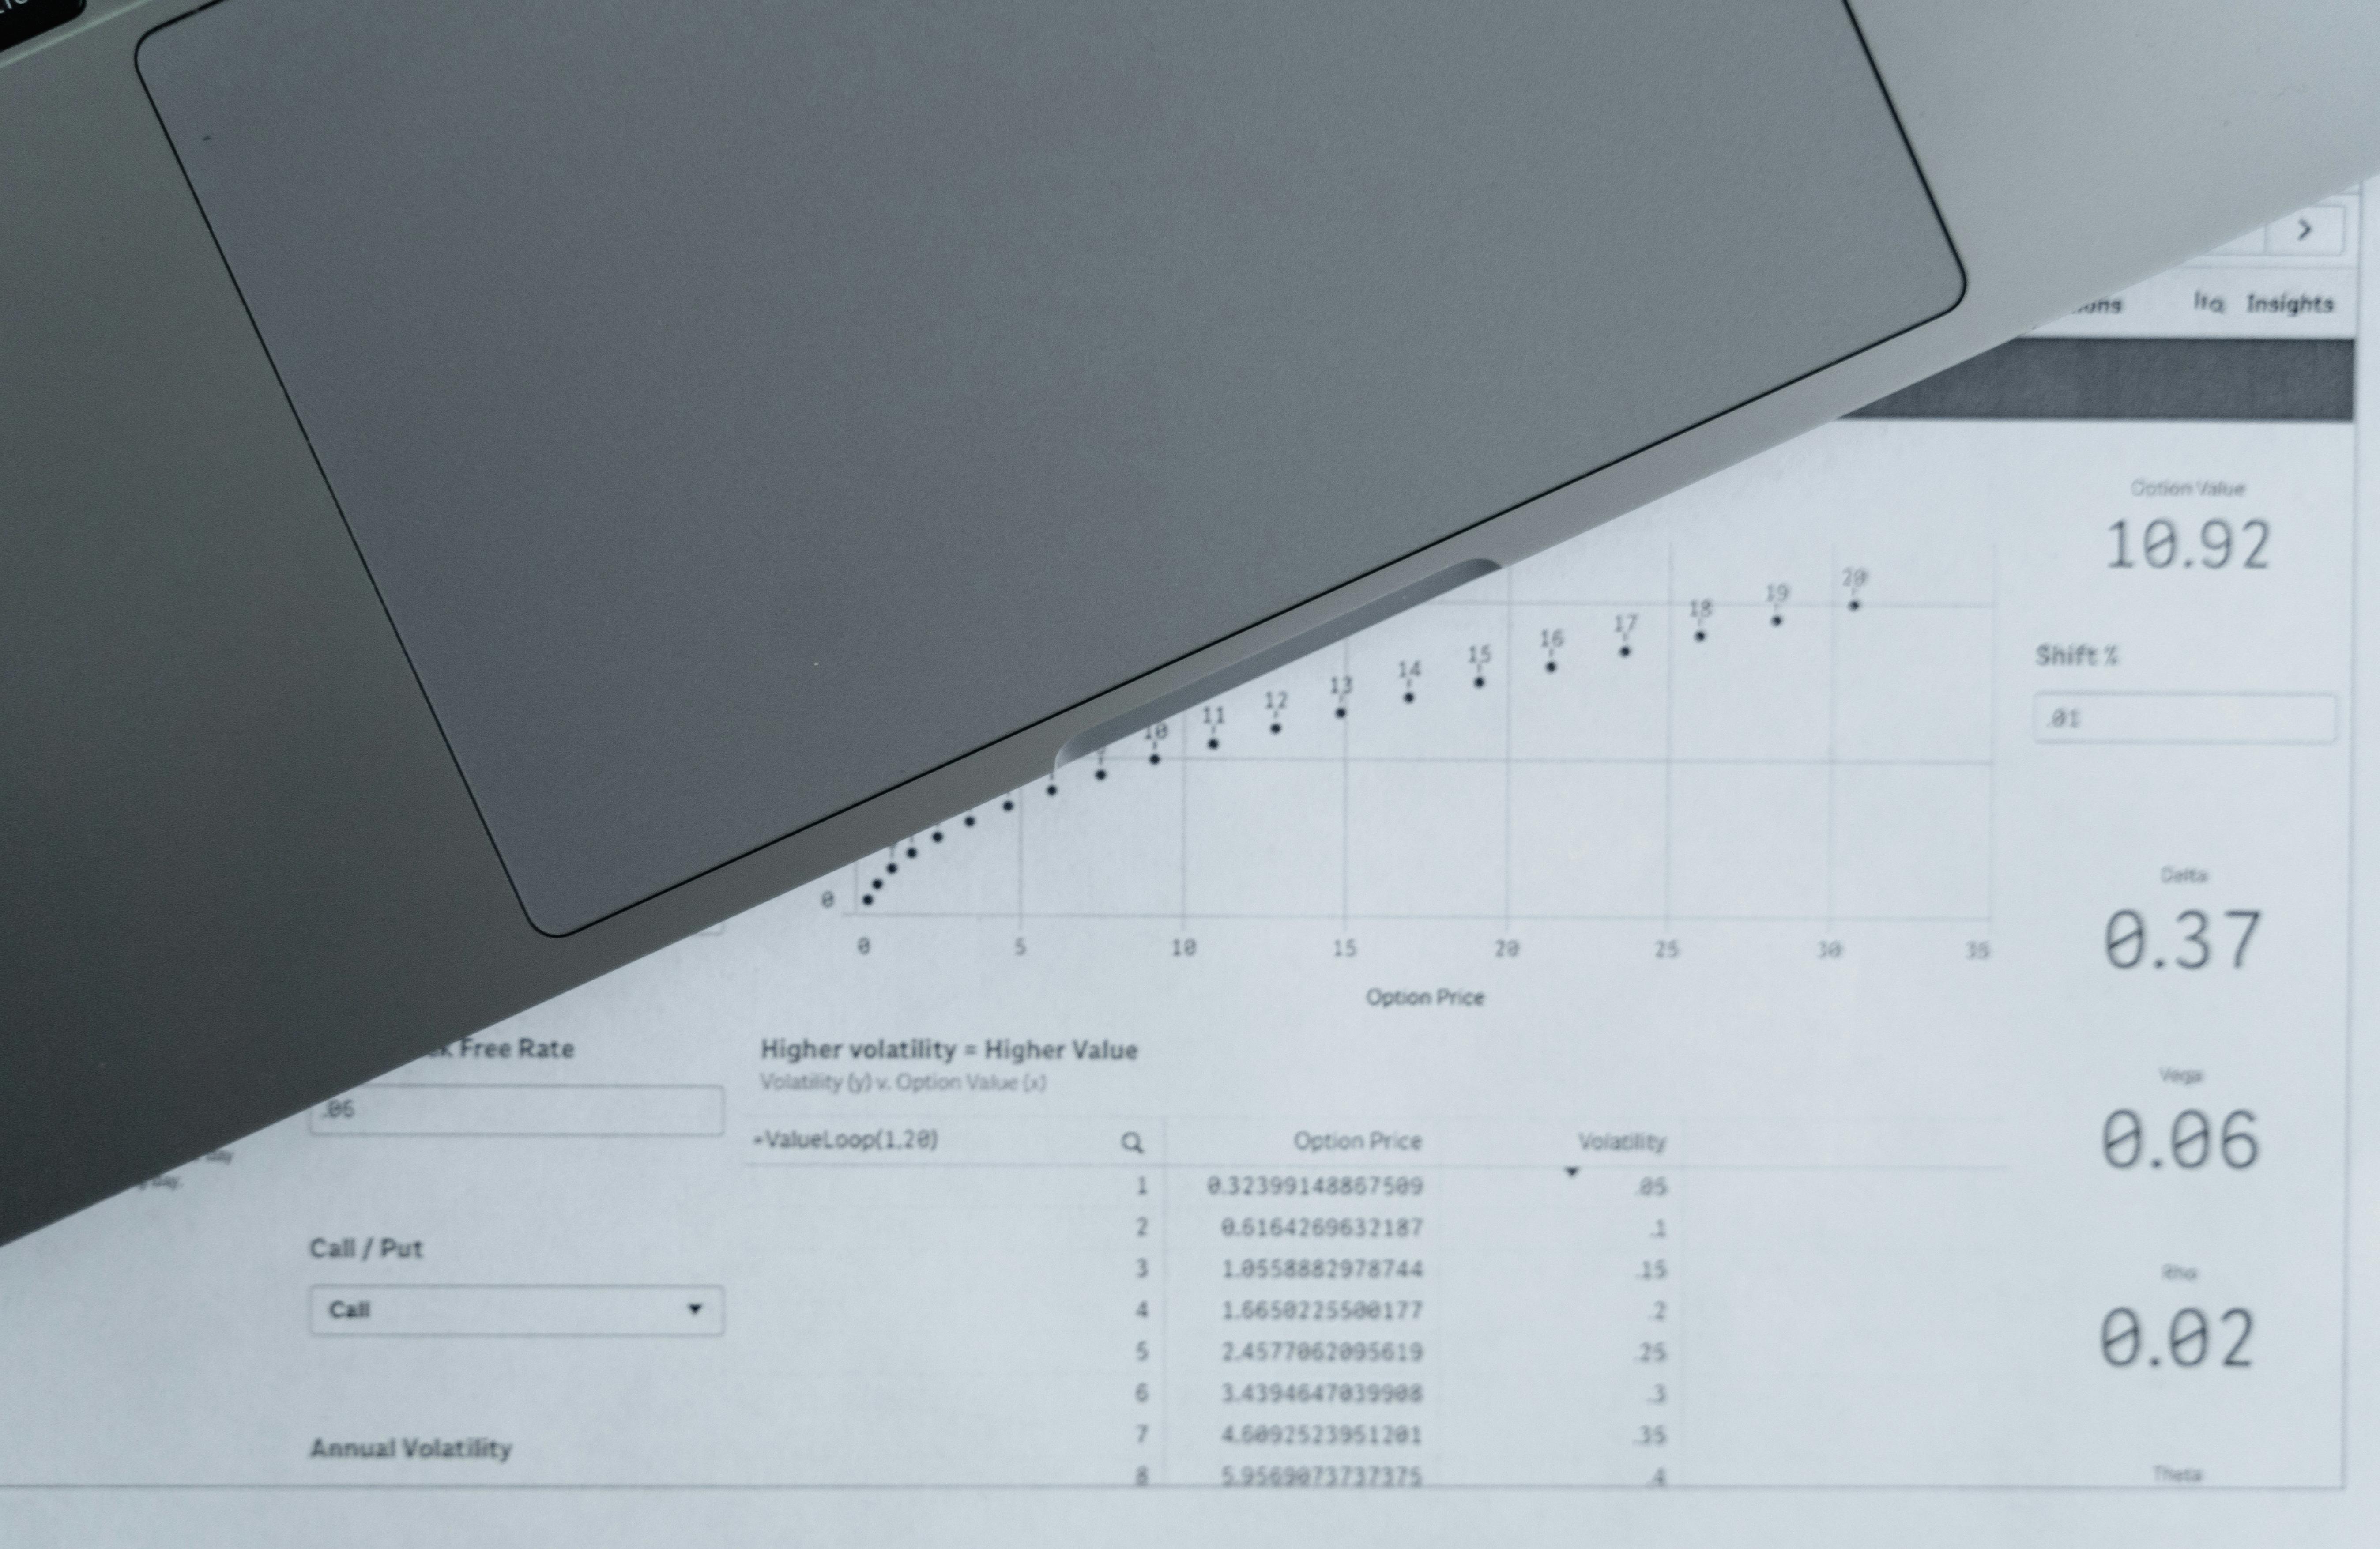 Insights
Option Value
10.92
20
19
18
17
16
15
14
13
12
11
10
Shift %
.01
0
0 5 10 15 20 25 30 35
Option Price
Delta
0.37
Free Rate
.06
Higher volatility = Higher Value
Volatility (y) v. Option Value (x)
=ValueLoop(1,20) Option Price Volatility
1 0.32399148867509 .05
2 0.6164269632187 .1
3 1.0558882978744 .15
4 1.6650225500177 .2
5 2.4577062095619 .25
6 3.4394647039908 .3
7 4.6092523951201 .35
8 5.9569073737375 .4
Vega
0.06
day
day.
Call / Put
Call
Rho
0.02
Annual Volatility
Theta